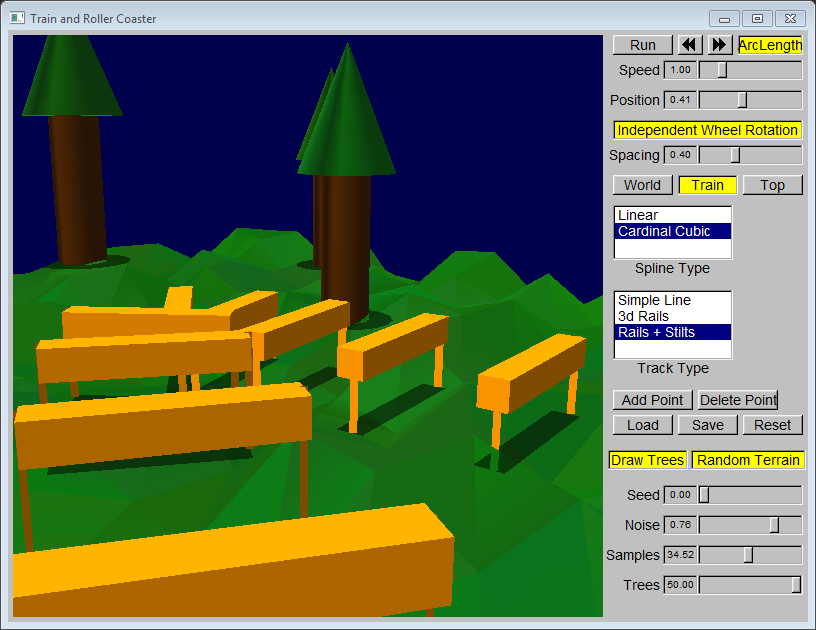 Train and Roller Coaster
Run ArcLength
Speed 1.00
Position 0.41
Independent Wheel Rotation
Spacing 0.40
World Train Top
Linear
Cardinal Cubic
Spline Type
Simple Line
3d Rails
Rails + Stilts
Track Type
Add Point Delete Point
Load Save Reset
Draw Trees Random Terrain
Seed 0.00
Noise 0.76
Samples 34.52
Trees 50.00